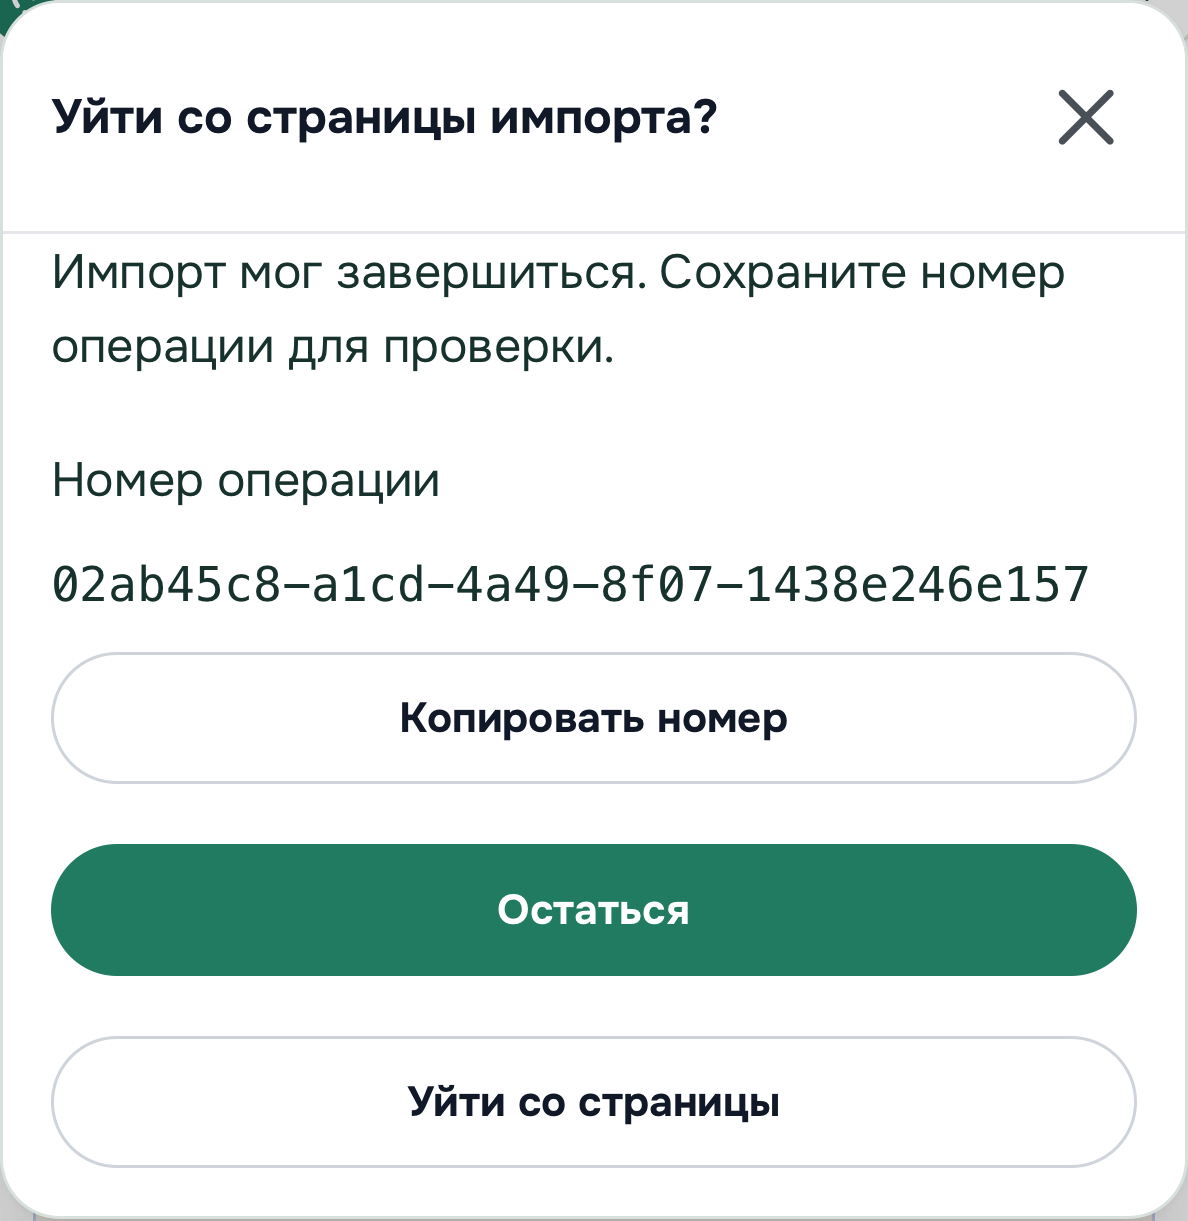 Уйти со страницы импорта?
Импорт мог завершиться. Сохраните номер
операции для проверки.
Номер операции
02ab45c8-a1cd-4a49-8f07-1438e246e157
Копировать номер
Остаться
Уйти со страницы